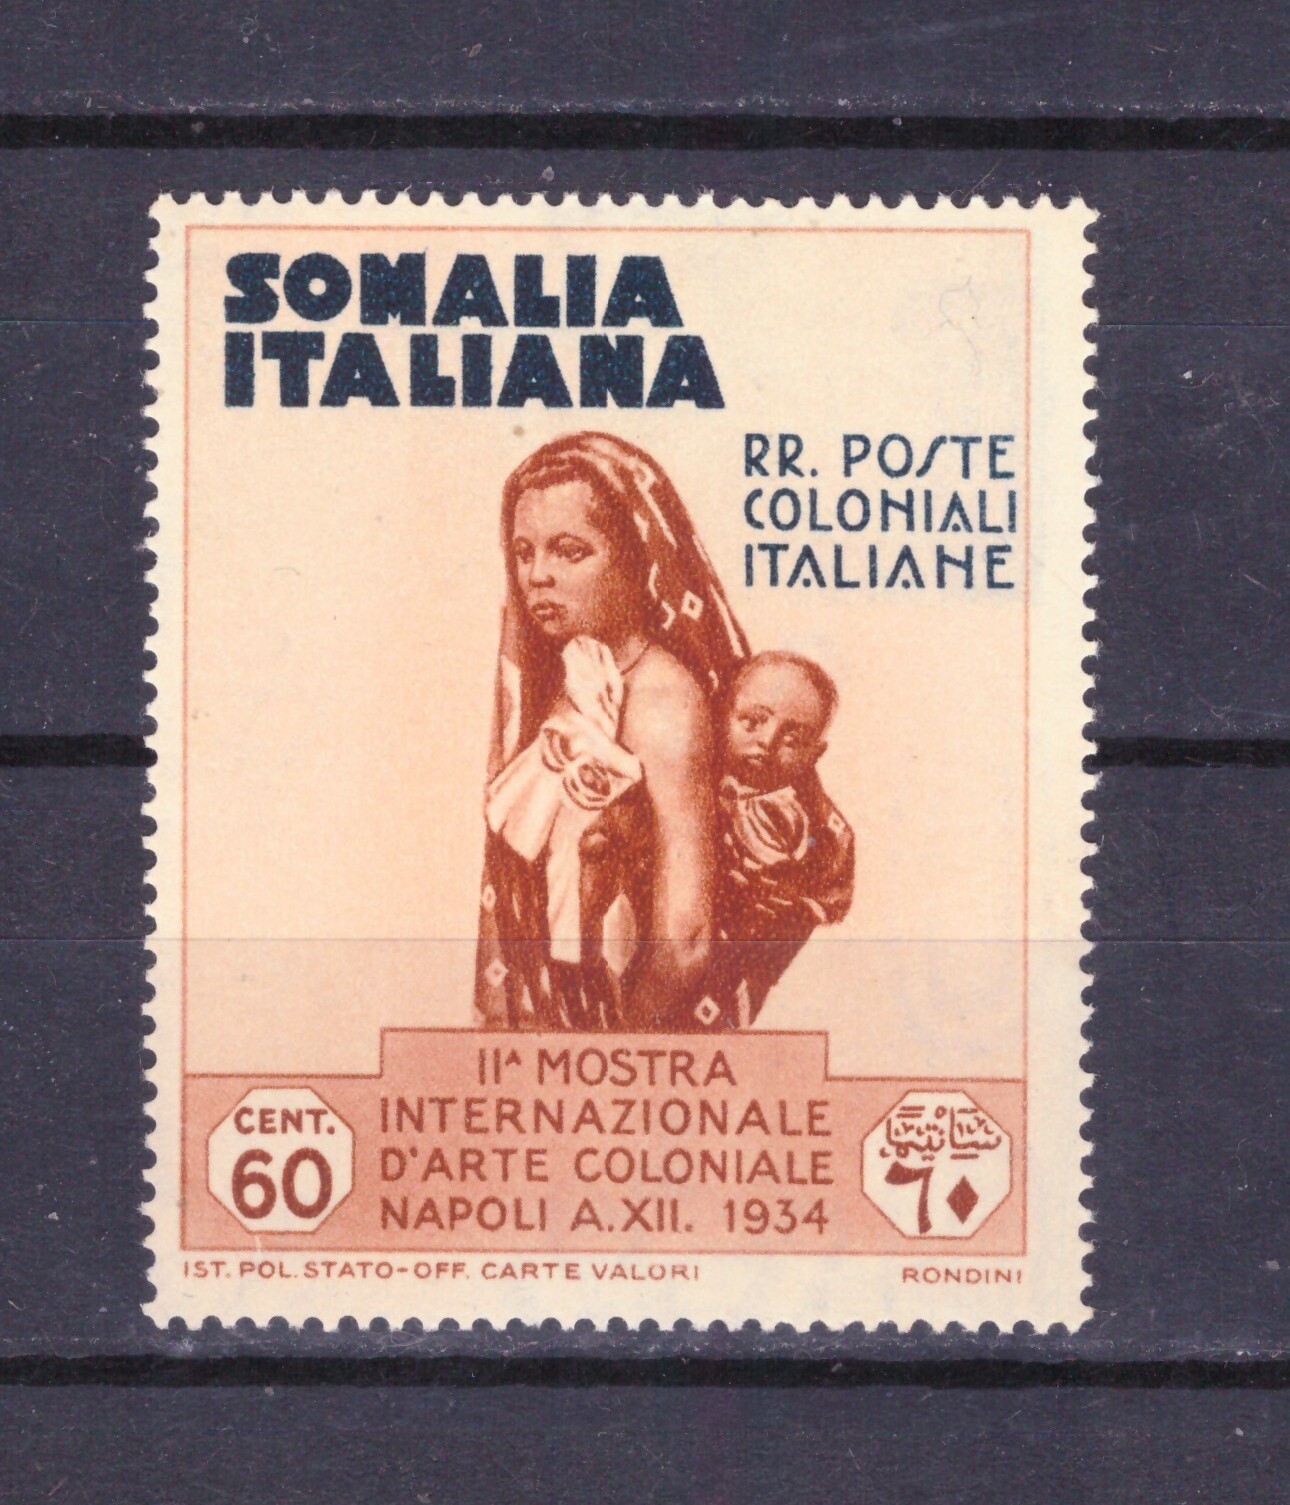 SOMALIA
ITALIANA
RR. POSTE
COLONIALI
ITALIANE
IIA MOSTRA
INTERNAZIONALE
D'ARTE COLONIALE
NAPOLI A.XII. 1934
CENT.
60
٦٠
IST. POL. STATO-OFF. CARTE VALORI
RONDINI